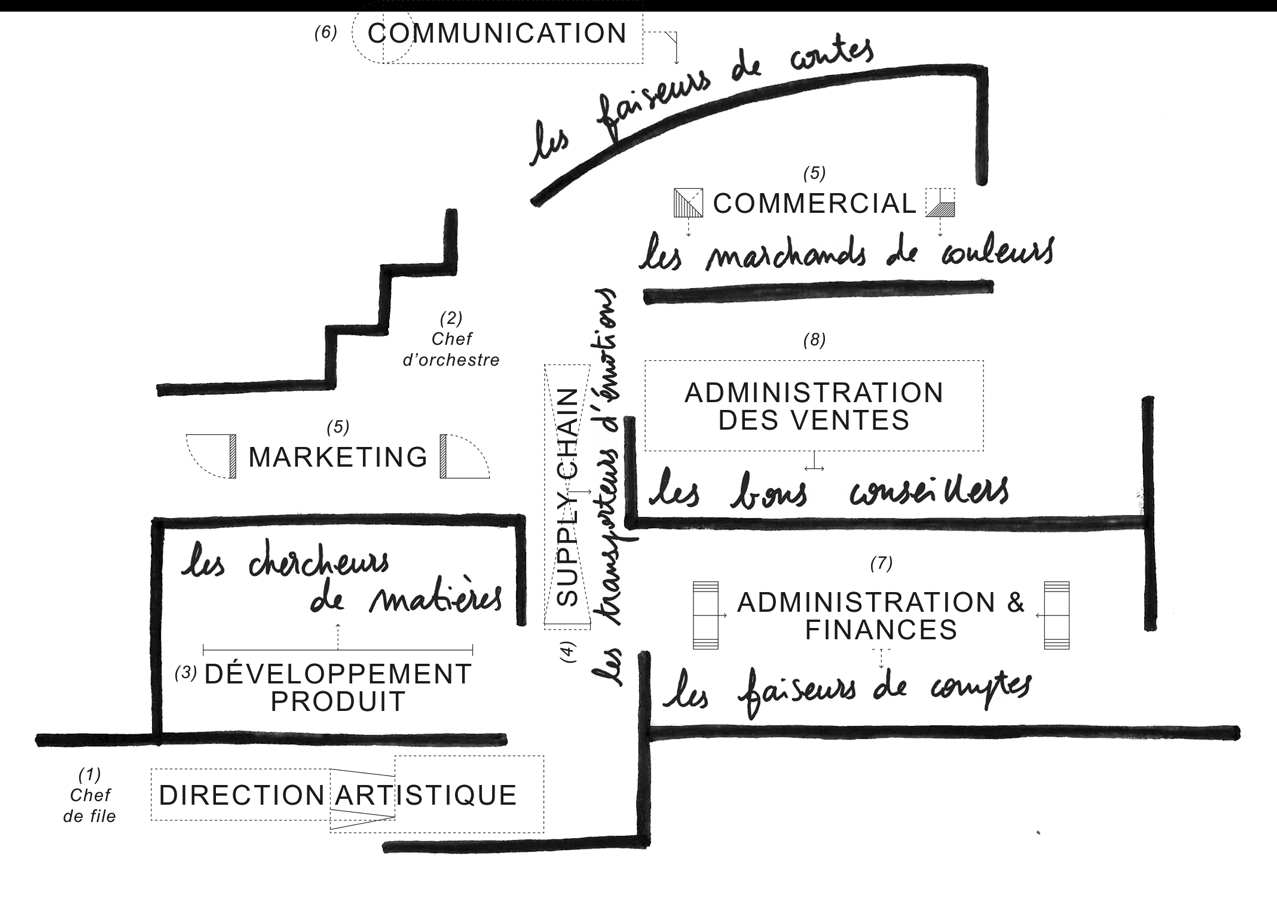 (6) COMMUNICATION
les faiseurs de contes
(5)
COMMERCIAL
les marchands de couleurs
(2)
Chef
d'orchestre
(8)
ADMINISTRATION
DES VENTES
les bons conseillers
(5)
MARKETING
les chercheurs
de matières
(3) DÉVELOPPEMENT
PRODUIT
(4)
SUPPLY CHAIN
les transporteurs d'émotions
(7)
ADMINISTRATION &
FINANCES
les faiseurs de comptes
(1)
Chef
de file
DIRECTION ARTISTIQUE